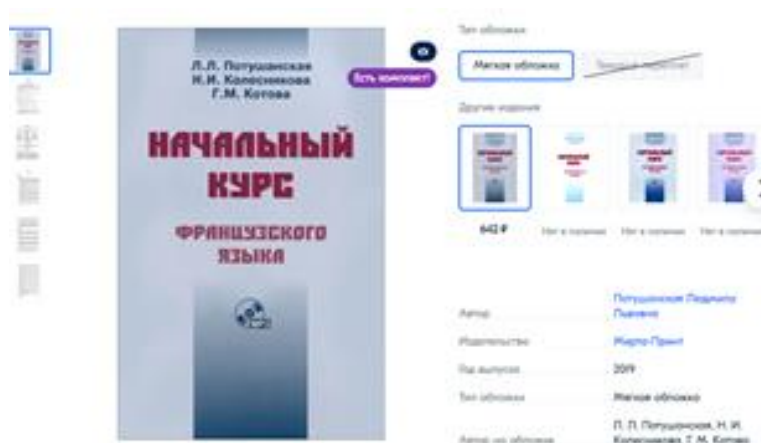 Л.Л. Потушанская
Н.И. Колесникова
Г.М. Котова
НАЧАЛЬНЫЙ
КУРС
ФРАНЦУЗСКОГО
ЯЗЫКА
Есть комплект!
Тип обложки
Мягкая обложка
Другие издания
642 ₽
Нет в наличии
Нет в наличии
Нет в наличии
Автор
Потушанская Людмила
Львовна
Издательство
Мирта-Принт
Год выпуска
2019
Тип обложки
Мягкая обложка
Автор на обложке
Л. Л. Потушанская, Н. И.
Колесникова, Г. М. Котова